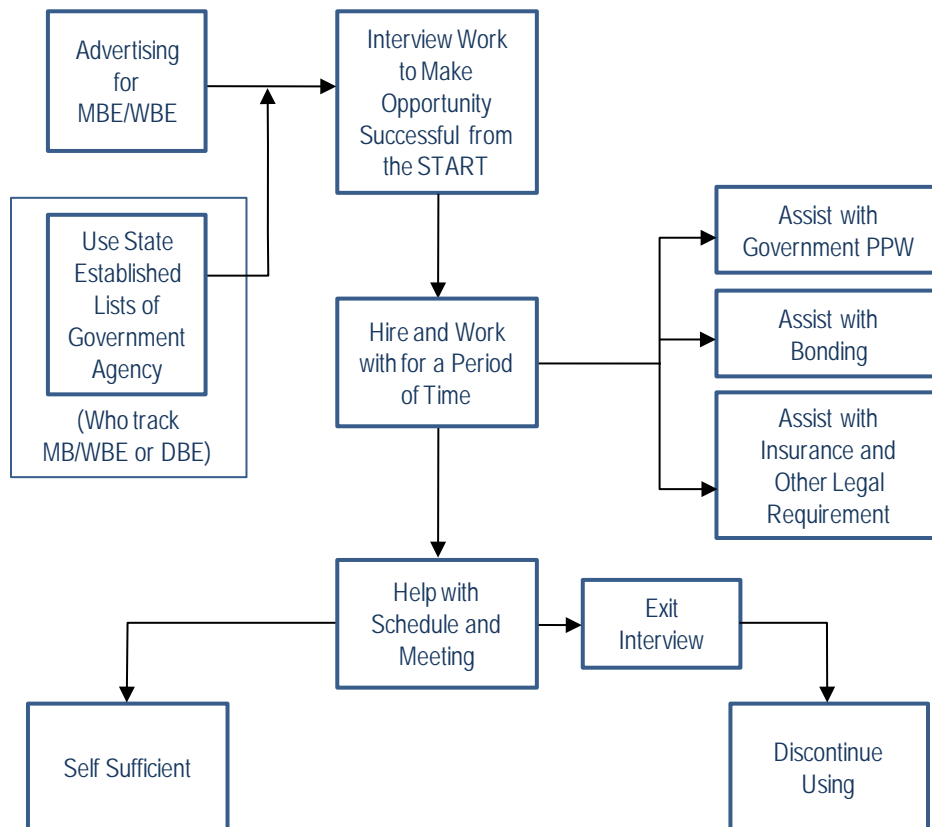 Advertising
for
MBE/WBE
Interview Work
to Make
Opportunity
Successful from
the START
Use State
Established
Lists of
Government
Agency
(Who track
MB/WBE or DBE)
Hire and Work
with for a Period
of Time
Assist with
Government PPW
Assist with
Bonding
Assist with
Insurance and
Other Legal
Requirement
Help with
Schedule and
Meeting
Exit
Interview
Self Sufficient
Discontinue
Using